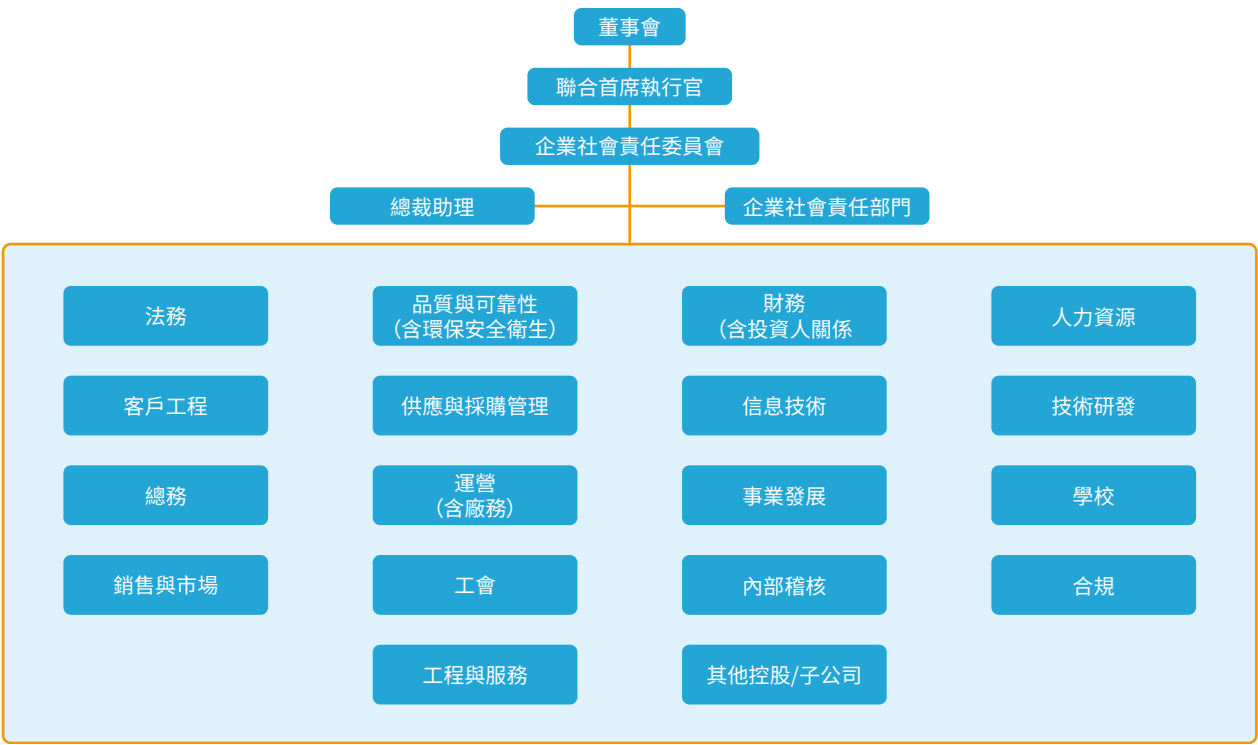 董事會
聯合首席執行官
企業社會責任委員會
總裁助理
企業社會責任部門
法務
品質與可靠性
（含環保安全衛生）
財務
（含投資人關係
人力資源
客戶工程
供應與採購管理
信息技術
技術研發
總務
運營
（含廠務）
事業發展
學校
銷售與市場
工會
內部稽核
合規
工程與服務
其他控股/子公司